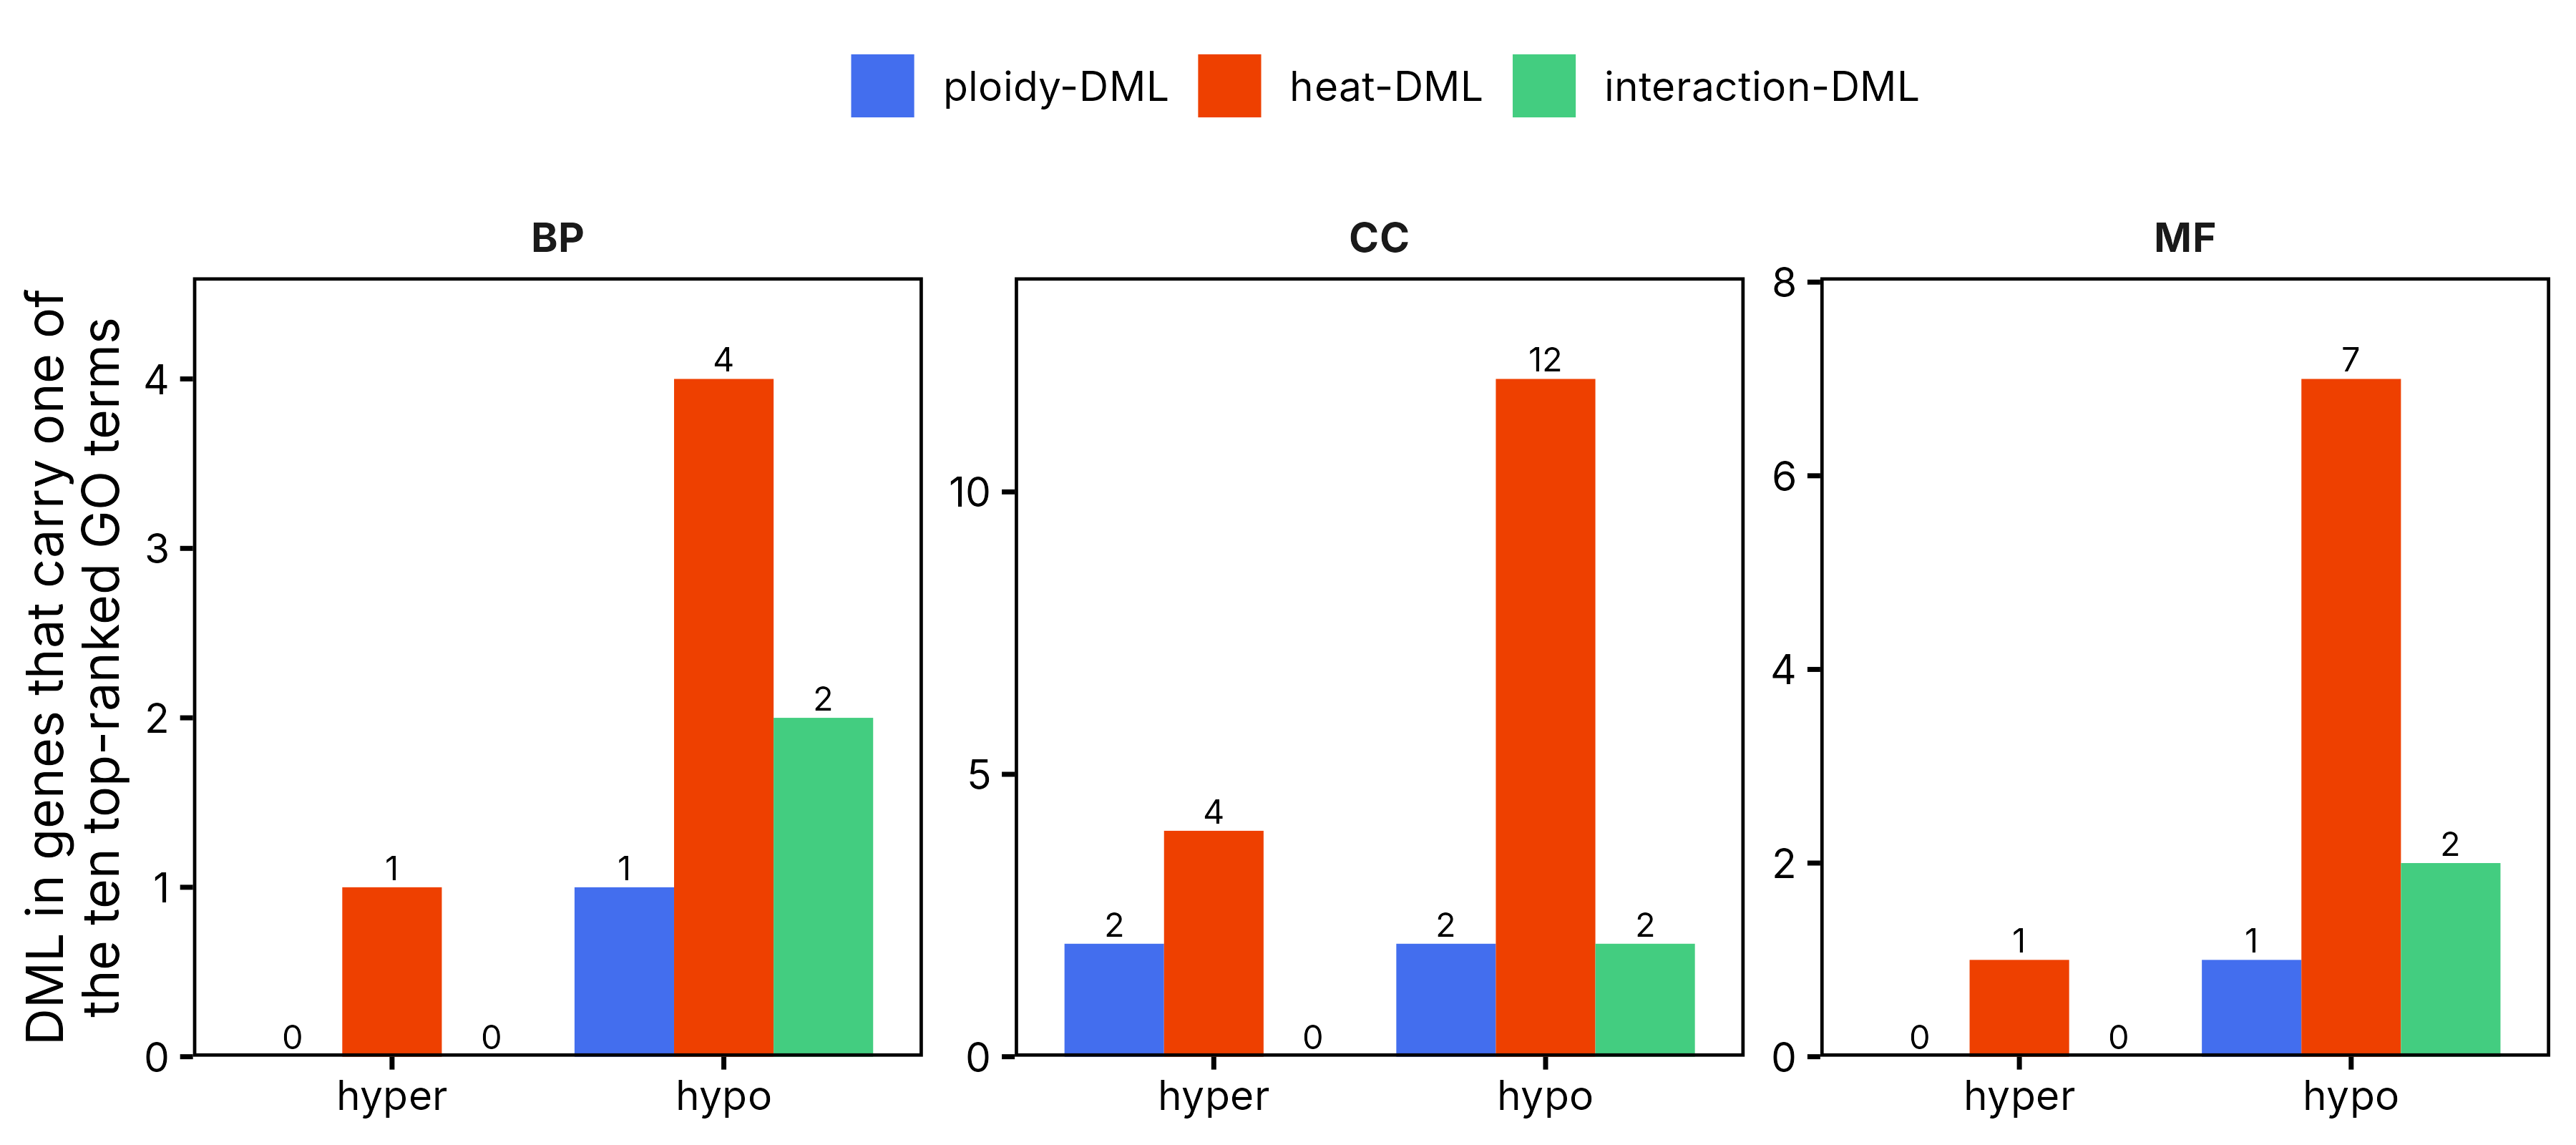 ploidy-DML heat-DML interaction-DML
BP CC MF
DML in genes that carry one of
the ten top-ranked GO terms
4
3
2
1
0
0 1 0 1 4 2
hyper hypo
10
5
0
2 4 0 2 12 2
hyper hypo
8
6
4
2
0
0 1 0 1 7 2
hyper hypo